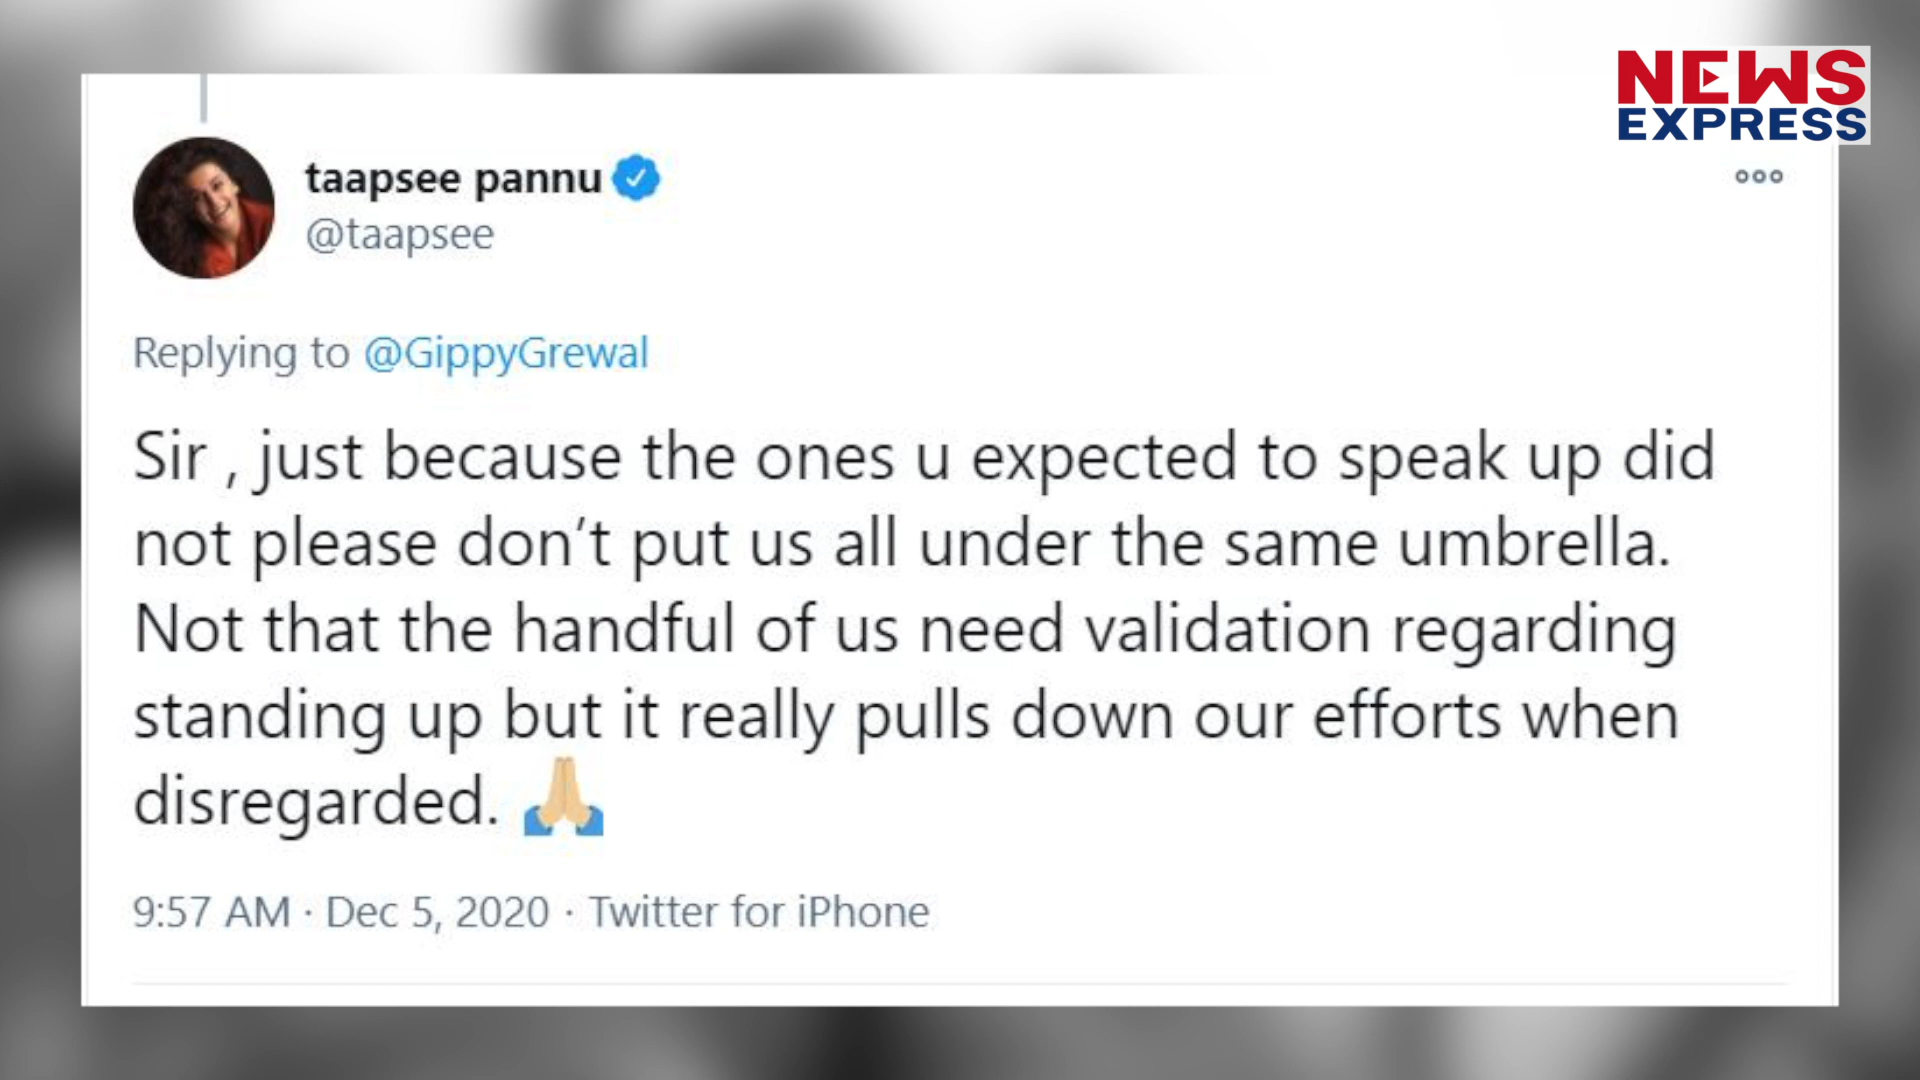 NEWS
EXPRESS
taapsee pannu
@taapsee
Replying to @GippyGrewal
Sir , just because the ones u expected to speak up did
not please don’t put us all under the same umbrella.
Not that the handful of us need validation regarding
standing up but it really pulls down our efforts when
disregarded. 🙏🏼
9:57 AM · Dec 5, 2020 · Twitter for iPhone